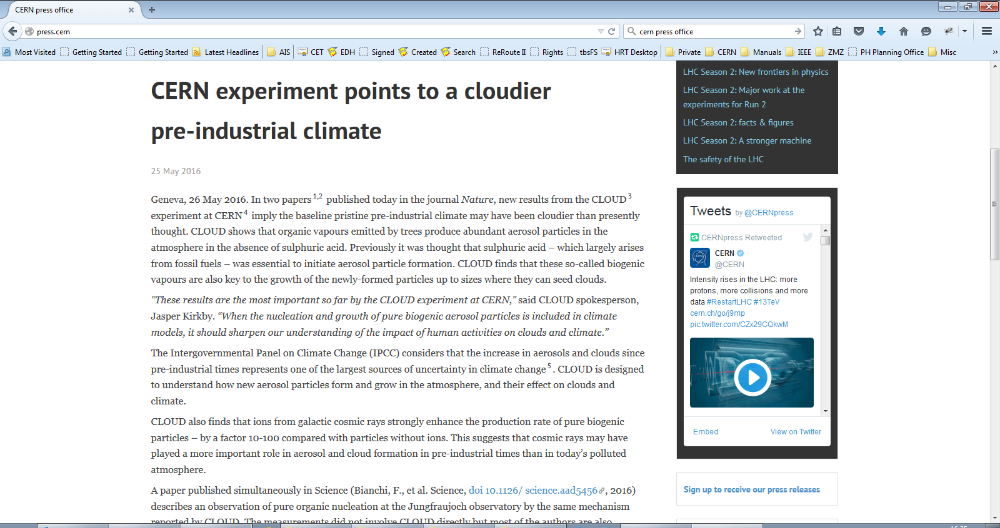 CERN press office
press.cern
cern press office
Most Visited Getting Started Getting Started Latest Headlines AIS CET EDH Signed Created Search ReRoute II Rights tbsFS HRT Desktop Private CERN Manuals IEEE ZMZ PH Planning Office Misc »
CERN experiment points to a cloudier
pre-industrial climate
25 May 2016
Geneva, 26 May 2016. In two papers1,2 published today in the journal Nature, new results from the CLOUD3
experiment at CERN4 imply the baseline pristine pre-industrial climate may have been cloudier than presently
thought. CLOUD shows that organic vapours emitted by trees produce abundant aerosol particles in the
atmosphere in the absence of sulphuric acid. Previously it was thought that sulphuric acid – which largely arises
from fossil fuels – was essential to initiate aerosol particle formation. CLOUD finds that these so-called biogenic
vapours are also key to the growth of the newly-formed particles up to sizes where they can seed clouds.
“These results are the most important so far by the CLOUD experiment at CERN,” said CLOUD spokesperson,
Jasper Kirkby. “When the nucleation and growth of pure biogenic aerosol particles is included in climate
models, it should sharpen our understanding of the impact of human activities on clouds and climate.”
The Intergovernmental Panel on Climate Change (IPCC) considers that the increase in aerosols and clouds since
pre-industrial times represents one of the largest sources of uncertainty in climate change5. CLOUD is designed
to understand how new aerosol particles form and grow in the atmosphere, and their effect on clouds and
climate.
CLOUD also finds that ions from galactic cosmic rays strongly enhance the production rate of pure biogenic
particles – by a factor 10-100 compared with particles without ions. This suggests that cosmic rays may have
played a more important role in aerosol and cloud formation in pre-industrial times than in today’s polluted
atmosphere.
A paper published simultaneously in Science (Bianchi, F., et al. Science, doi 10.1126/ science.aad5456, 2016)
describes an observation of pure organic nucleation at the Jungfraujoch observatory by the same mechanism
reported by CLOUD. The measurements did not involve CLOUD directly but most of the authors are also
LHC Season 2: New frontiers in physics
LHC Season 2: Major work at the
experiments for Run 2
LHC Season 2: facts & figures
LHC Season 2: A stronger machine
The safety of the LHC
Tweets by @CERNpress
CERNpress Retweeted
CERN
@CERN
Intensity rises in the LHC: more
protons, more collisions and more
data #RestartLHC #13TeV
cern.ch/go/j9mp
pic.twitter.com/CZx29CQkwM
Embed View on Twitter
Sign up to receive our press releases